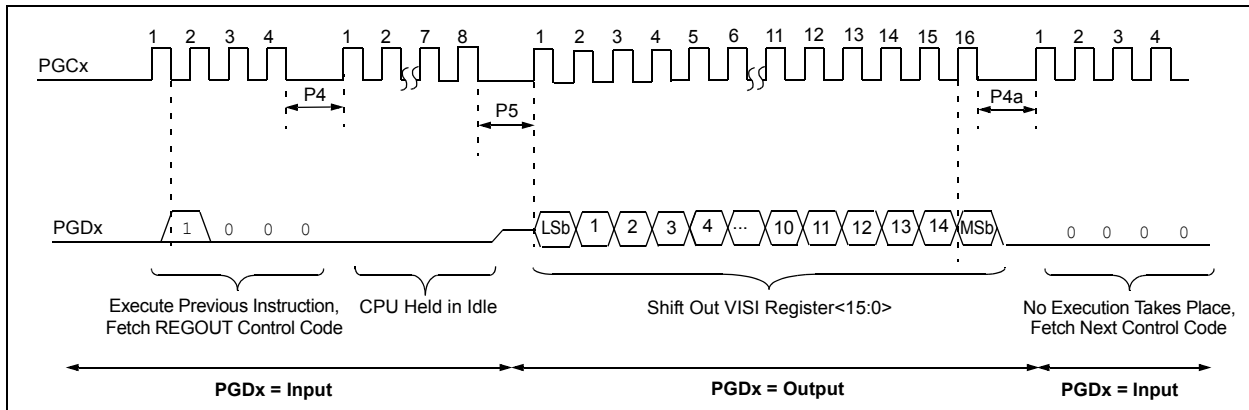 1 2 3 4 1 2 7 8 1 2 3 4 5 6 11 12 13 14 15 16 1 2 3 4
PGCx
P4 P5 P4a
PGDx 1 0 0 0 LSb 1 2 3 4 ... 10 11 12 13 14 MSb 0 0 0 0
Execute Previous Instruction,
Fetch REGOUT Control Code
CPU Held in Idle
Shift Out VISI Register<15:0>
No Execution Takes Place,
Fetch Next Control Code
PGDx = Input PGDx = Output PGDx = Input